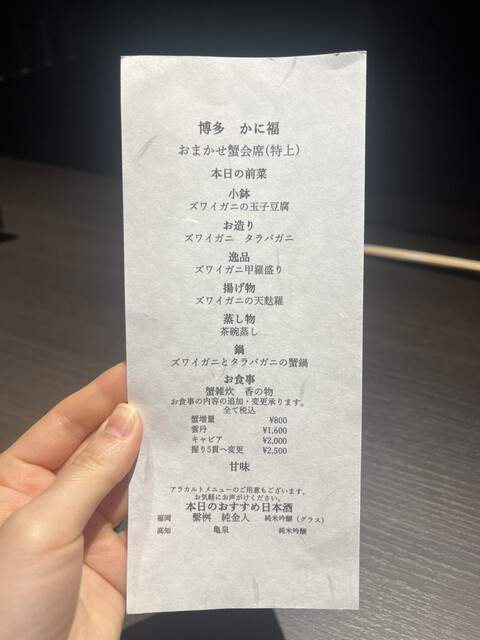 博多　かに福
おまかせ蟹会席(特上)
本日の前菜
小鉢
ズワイガニの玉子豆腐
お造り
ズワイガニ　タラバガニ
逸品
ズワイガニ甲羅盛り
揚げ物
ズワイガニの天麩羅
蒸し物
茶碗蒸し
鍋
ズワイガニとタラバガニの蟹鍋
お食事
蟹雑炊　香の物
お食事の内容の追加・変更承ります。
全て税込
蟹増量　¥800
雲丹　¥1,600
キャビア　¥2,000
握り5貫へ変更　¥2,500
甘味
アラカルトメニューのご用意もございます。
お気軽にお声がけください。
本日のおすすめ日本酒
福岡　繫桝　純金入　純米吟醸（グラス）
高知　亀泉　純米吟醸